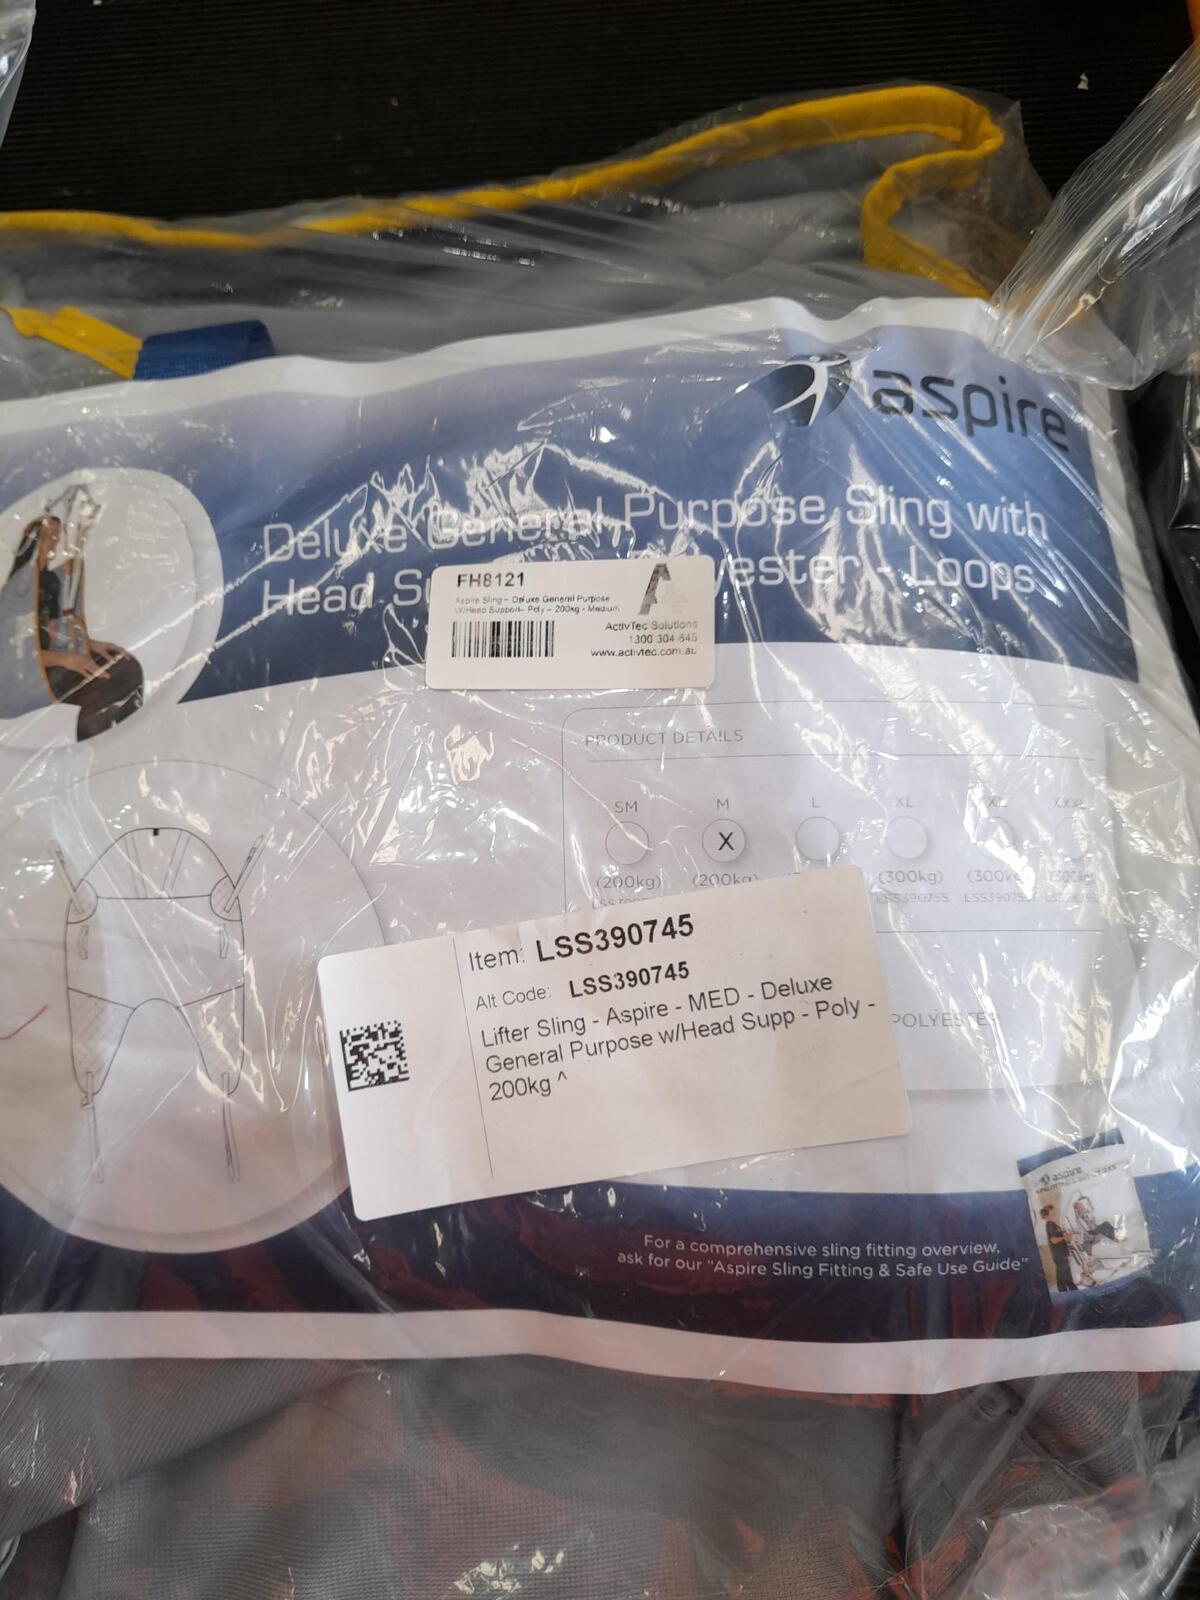 aspire
Deluxe General Purpose Sling with
Head Su yester - Loops
FH8121
Aspire Sling – Deluxe General Purpose
W/Head Support– Poly – 200kg - Medium
ActivTec Solutions
1300 304 645
www.activtec.com.au
PRODUCT DETAILS
SM M L XL
X
(200kg) (200kg) (300kg) (300kg
LSS390755
Item: LSS390745
Alt Code: LSS390745
Lifter Sling - Aspire - MED - Deluxe
General Purpose w/Head Supp - Poly -
200kg ^
POLYESTER
aspire
For a comprehensive sling fitting overview,
ask for our "Aspire Sling Fitting & Safe Use Guide"